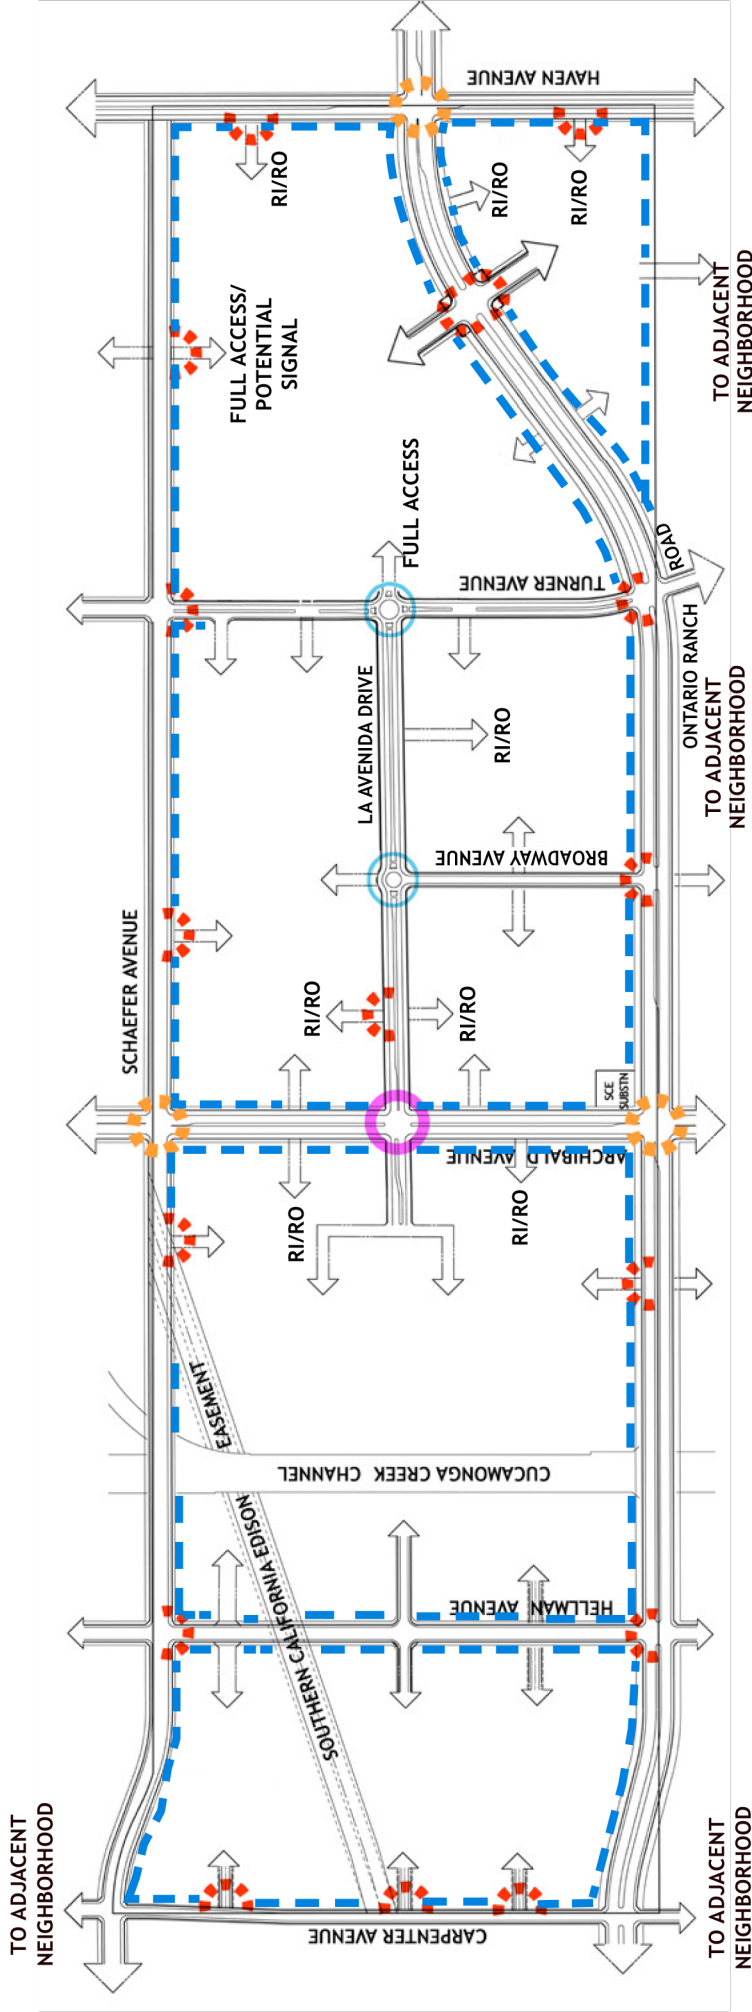 HAVEN AVENUE
RI/RO
RI/RO
RI/RO
FULL ACCESS/
POTENTIAL
SIGNAL
TO ADJACENT
NEIGHBORHOOD
FULL ACCESS
TURNER AVENUE
ONTARIO RANCH ROAD
TO ADJACENT
NEIGHBORHOOD
LA AVENIDA DRIVE
RI/RO
BROADWAY AVENUE
SCHAEFER AVENUE
RI/RO
RI/RO
SCE
SUBSTN
ARCHIBALD AVENUE
RI/RO
RI/RO
SOUTHERN CALIFORNIA EDISON EASEMENT
CUCAMONGA CREEK CHANNEL
HELLMAN AVENUE
CARPENTER AVENUE
TO ADJACENT
NEIGHBORHOOD
TO ADJACENT
NEIGHBORHOOD